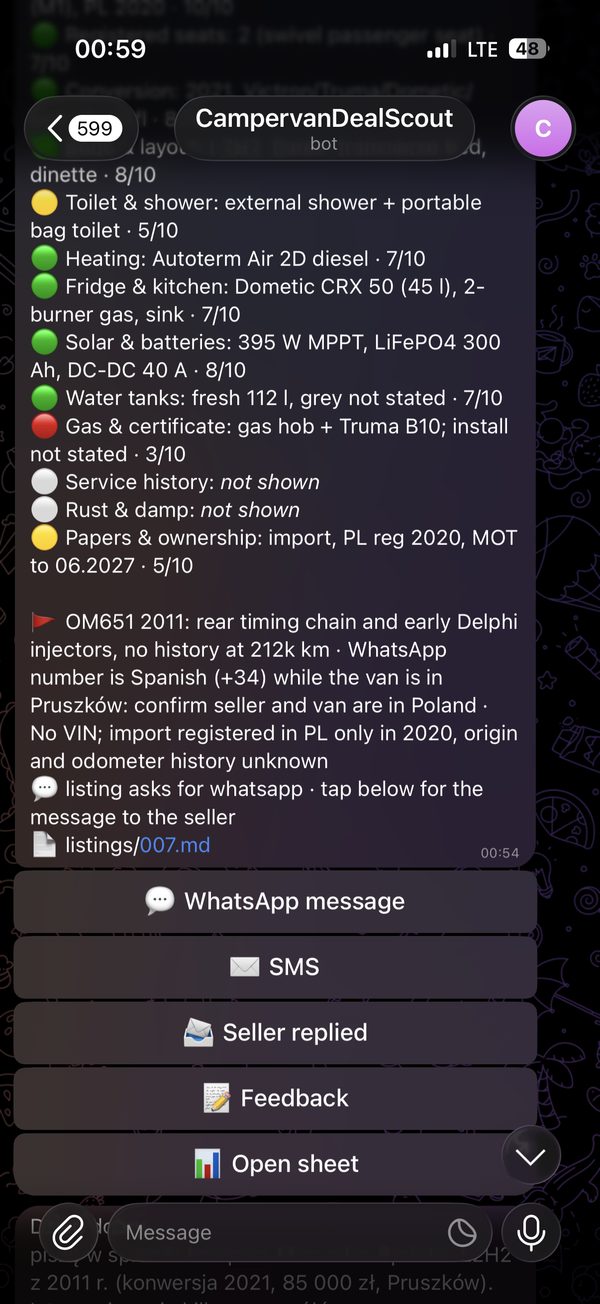 00:59
LTE
48
599
CampervanDealScout
bot
C
seats: 2 (swivel passenger seat) ·
7/10
dinette · 8/10
🟡 Toilet & shower: external shower + portable
bag toilet · 5/10
🟢 Heating: Autoterm Air 2D diesel · 7/10
🟢 Fridge & kitchen: Dometic CRX 50 (45 l), 2-
burner gas, sink · 7/10
🟢 Solar & batteries: 395 W MPPT, LiFePO4 300
Ah, DC-DC 40 A · 8/10
🟢 Water tanks: fresh 112 l, grey not stated · 7/10
🔴 Gas & certificate: gas hob + Truma B10; install
not stated · 3/10
⚪ Service history: not shown
⚪ Rust & damp: not shown
🟡 Papers & ownership: import, PL reg 2020, MOT
to 06.2027 · 5/10
🚩 OM651 2011: rear timing chain and early Delphi
injectors, no history at 212k km · WhatsApp
number is Spanish (+34) while the van is in
Pruszków: confirm seller and van are in Poland ·
No VIN; import registered in PL only in 2020, origin
and odometer history unknown
💬 listing asks for whatsapp · tap below for the
message to the seller
📄 listings/007.md
00:54
💬 WhatsApp message
✉️ SMS
📨 Seller replied
📝 Feedback
📊 Open sheet
Message
z 2011 r. (konwersja 2021, 85 000 zł, Pruszków).